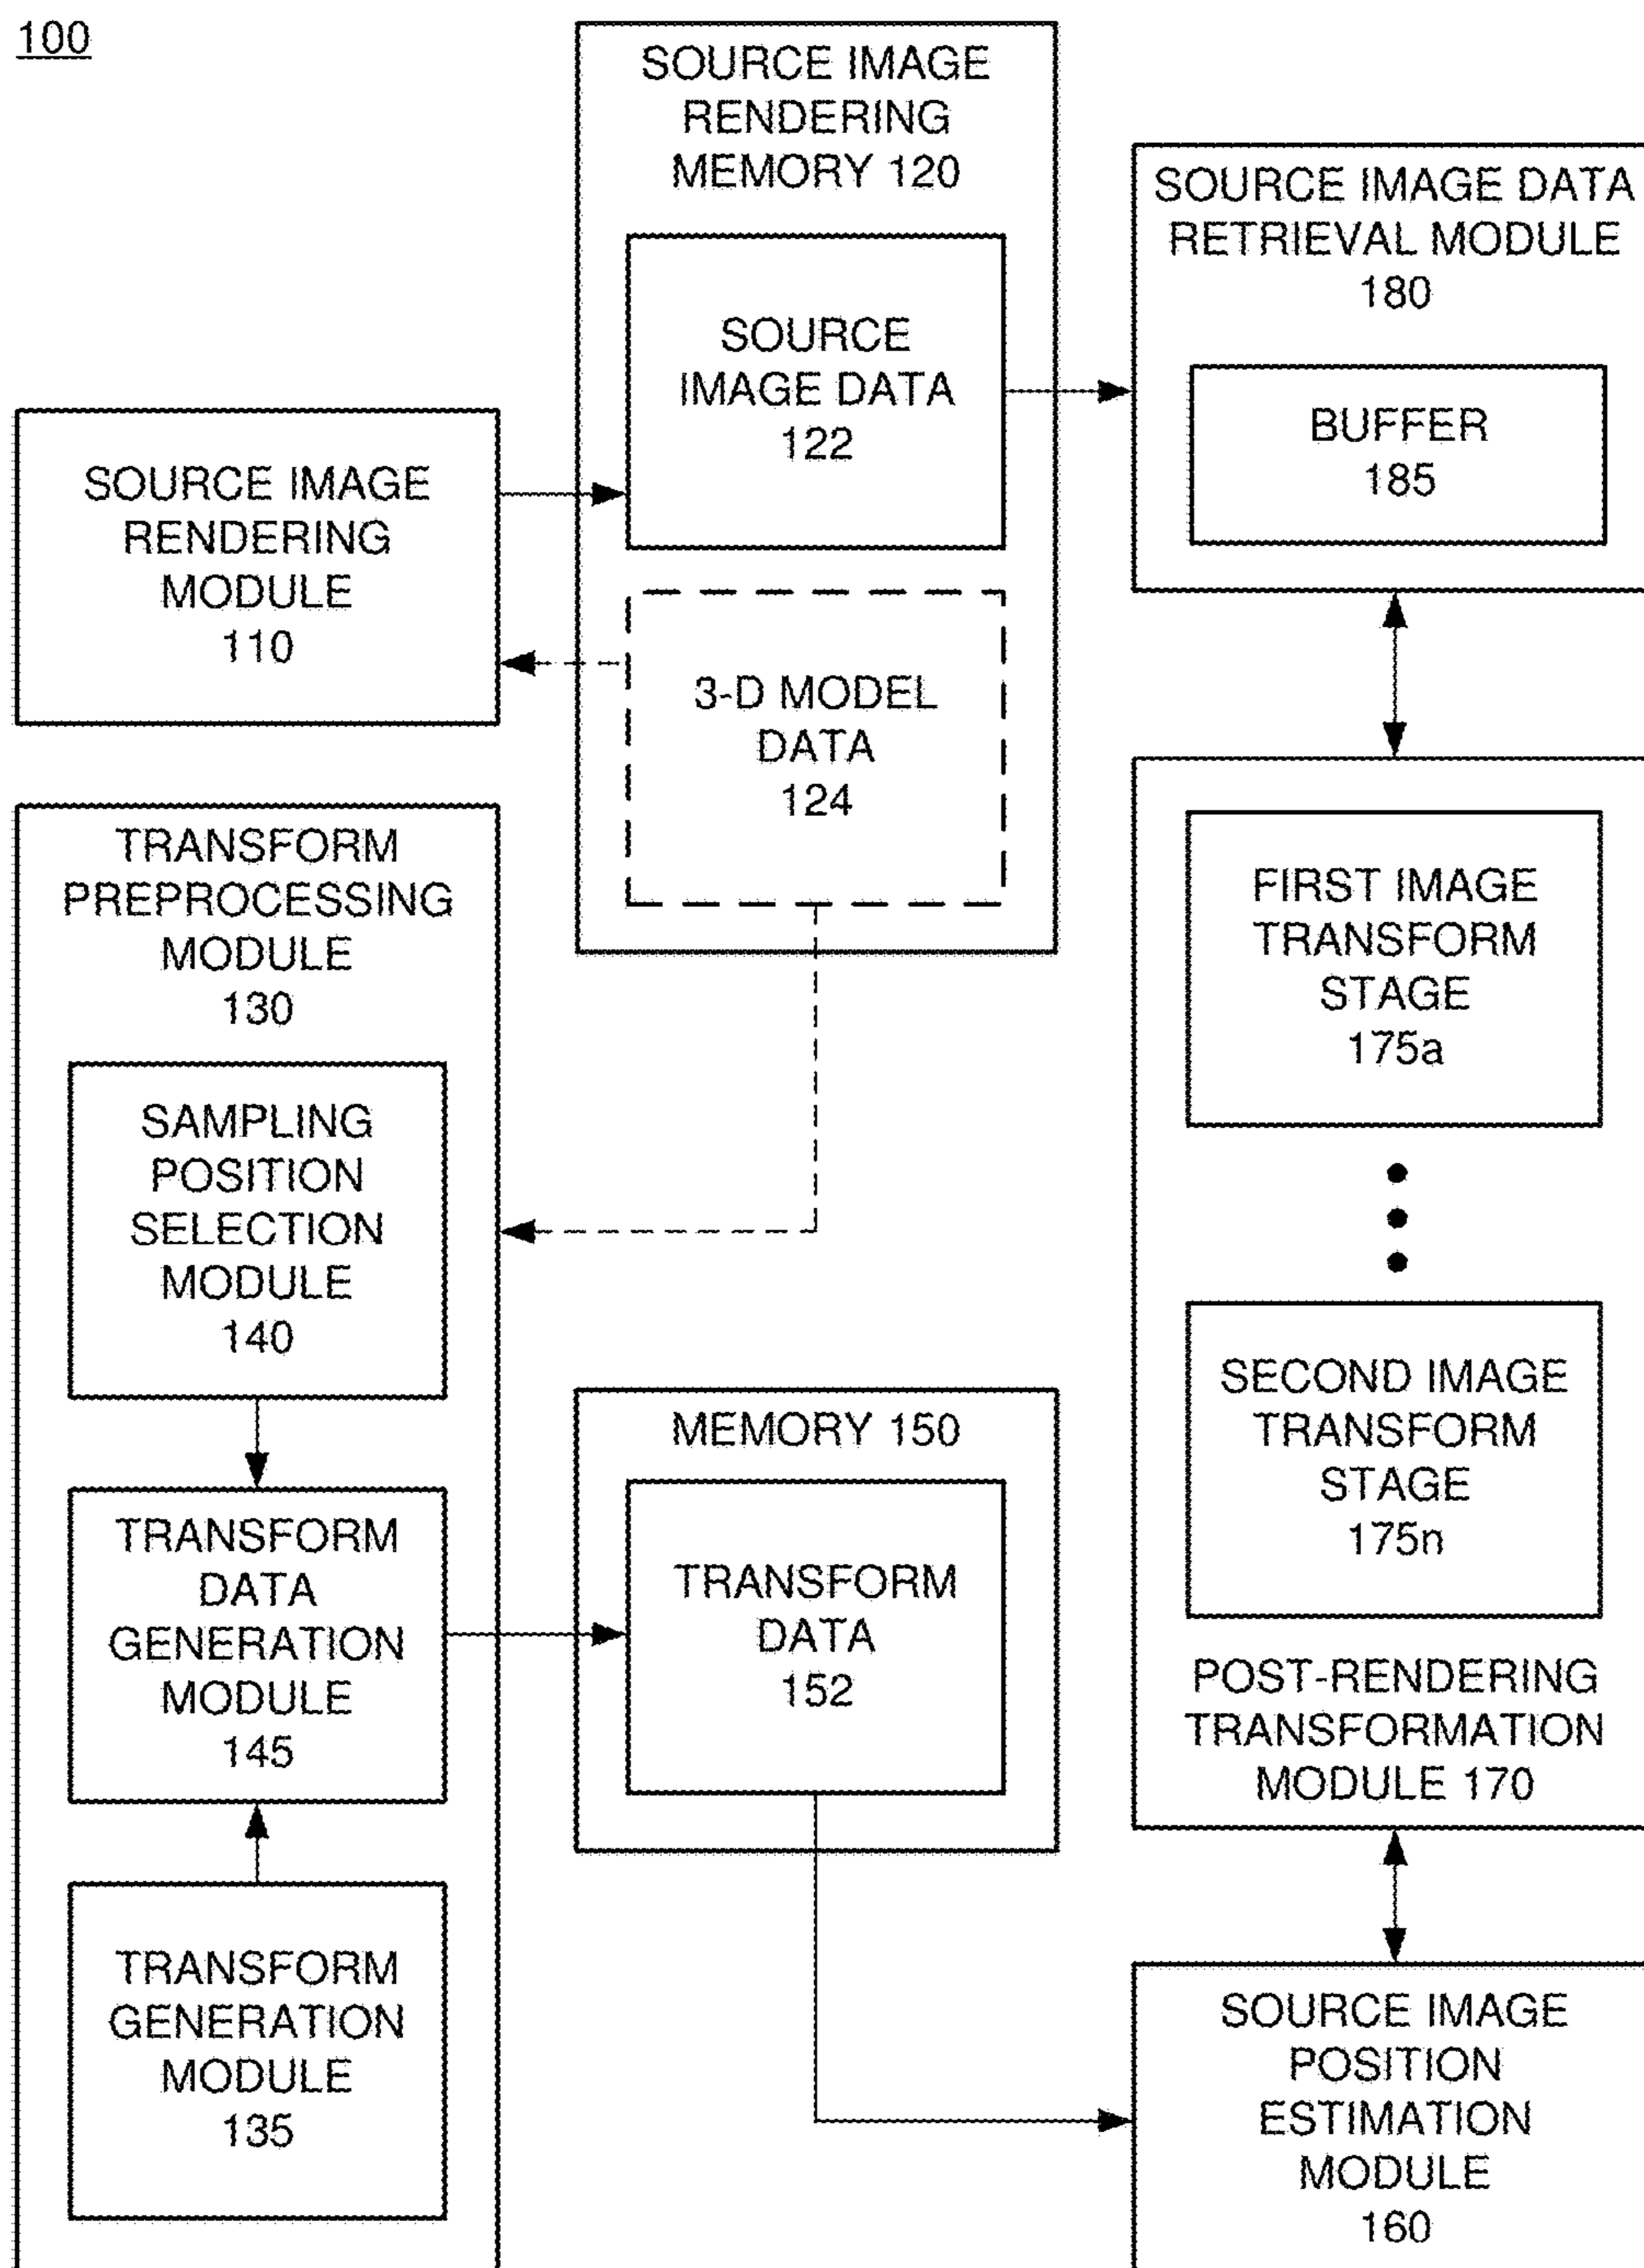 100
SOURCE IMAGE
RENDERING
MEMORY 120
SOURCE
IMAGE DATA
122
3-D MODEL
DATA
124
SOURCE IMAGE DATA
RETRIEVAL MODULE
180
BUFFER
185
SOURCE IMAGE
RENDERING
MODULE
110
TRANSFORM
PREPROCESSING
MODULE
130
SAMPLING
POSITION
SELECTION
MODULE
140
TRANSFORM
DATA
GENERATION
MODULE
145
TRANSFORM
GENERATION
MODULE
135
MEMORY 150
TRANSFORM
DATA
152
FIRST IMAGE
TRANSFORM
STAGE
175a
SECOND IMAGE
TRANSFORM
STAGE
175n
POST-RENDERING
TRANSFORMATION
MODULE 170
SOURCE IMAGE
POSITION
ESTIMATION
MODULE
160